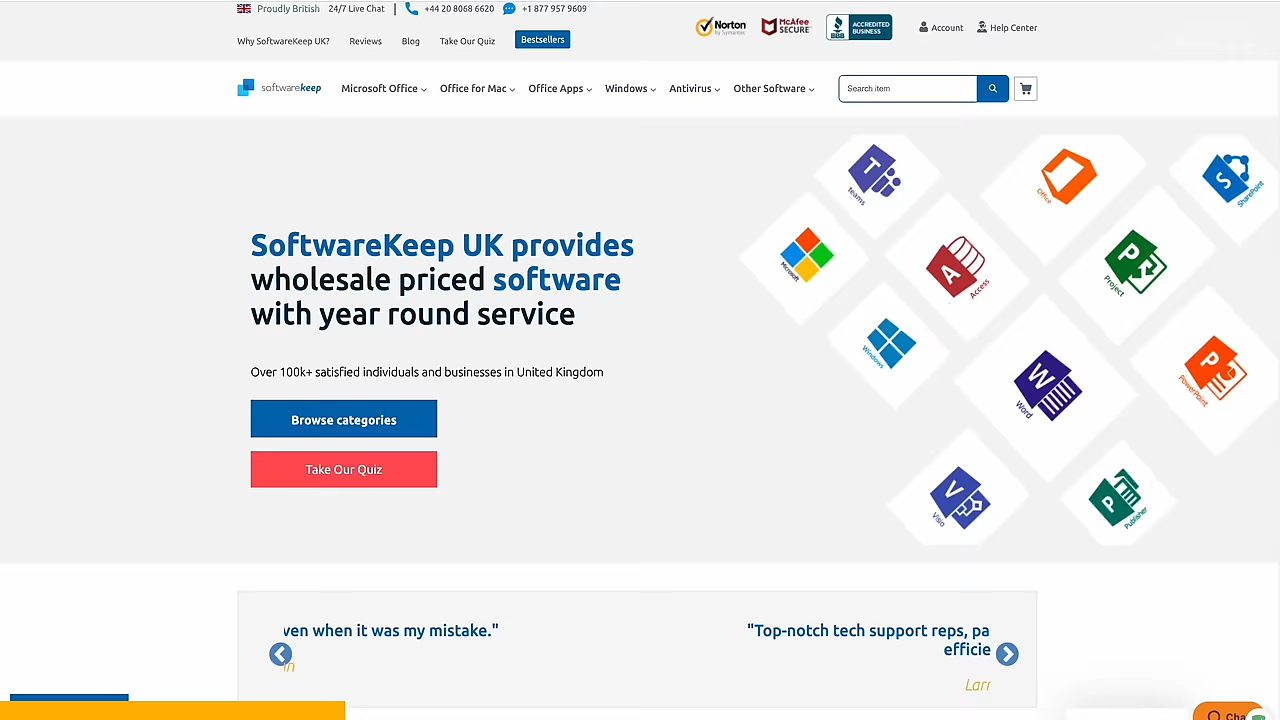 Proudly British 24/7 Live Chat | +44 20 8068 6620 +1 877 957 9609
Norton
by Symantec
McAfee
SECURE
BBB
ACCREDITED
BUSINESS
Account Help Center
Why SoftwareKeep UK? Reviews Blog Take Our Quiz Bestsellers
softwarekeep Microsoft Office Office for Mac Office Apps Windows Antivirus Other Software Search item
SoftwareKeep UK provides
wholesale priced software
with year round service
Over 100k+ satisfied individuals and businesses in United Kingdom
Browse categories
Take Our Quiz
T
teams
Office
S
SharePoint
Microsoft
A
Access
P
Project
Windows
W
Word
P
PowerPoint
V
Visio
P
Publisher
ven when it was my mistake."
in
"Top-notch tech support reps, pa
efficie
Larr
Cha